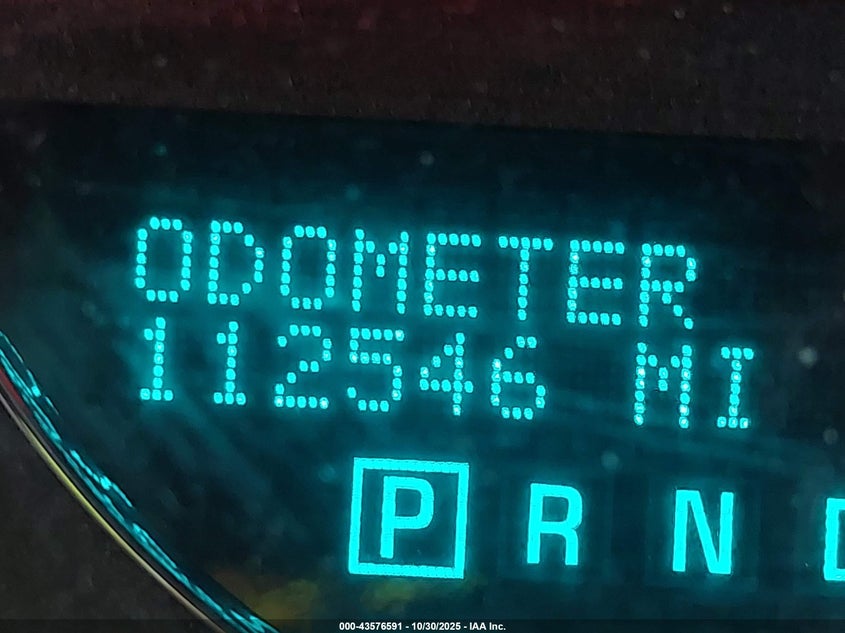 ODOMETER
112546 MI
P R N
000-43576591 - 10/30/2025 - IAA Inc.